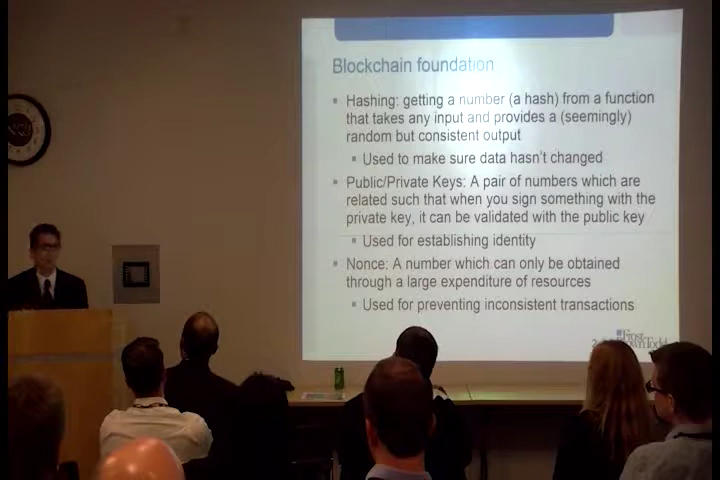 Blockchain foundation
▪ Hashing: getting a number (a hash) from a function
that takes any input and provides a (seemingly)
random but consistent output
▪ Used to make sure data hasn't changed
▪ Public/Private Keys: A pair of numbers which are
related such that when you sign something with the
private key, it can be validated with the public key
▪ Used for establishing identity
▪ Nonce: A number which can only be obtained
through a large expenditure of resources
▪ Used for preventing inconsistent transactions
Frost
BrownTodd